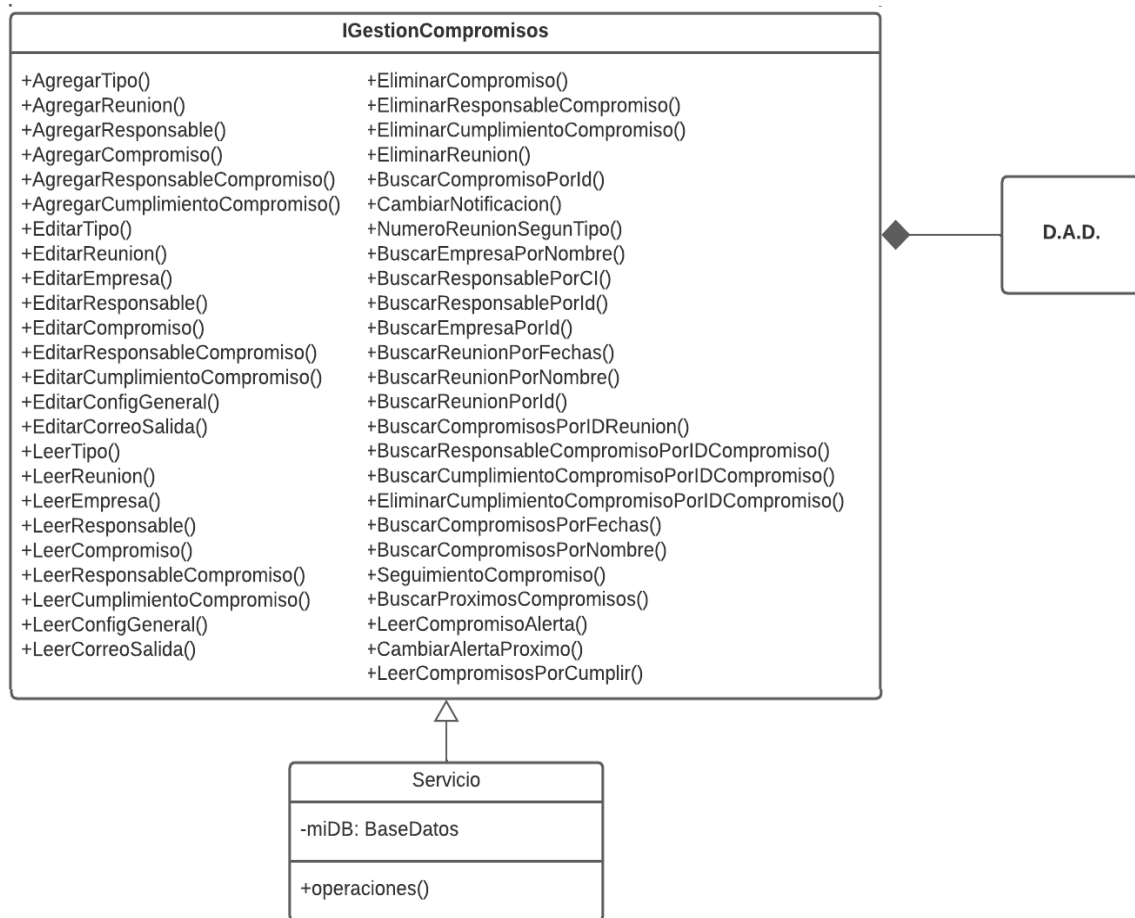 IGestionCompromisos
+AgregarTipo()
+AgregarReunion()
+AgregarResponsable()
+AgregarCompromiso()
+AgregarResponsableCompromiso()
+AgregarCumplimientoCompromiso()
+EditarTipo()
+EditarReunion()
+EditarEmpresa()
+EditarResponsable()
+EditarCompromiso()
+EditarResponsableCompromiso()
+EditarCumplimientoCompromiso()
+EditarConfigGeneral()
+EditarCorreoSalida()
+LeerTipo()
+LeerReunion()
+LeerEmpresa()
+LeerResponsable()
+LeerCompromiso()
+LeerResponsableCompromiso()
+LeerCumplimientoCompromiso()
+LeerConfigGeneral()
+LeerCorreoSalida()
+EliminarCompromiso()
+EliminarResponsableCompromiso()
+EliminarCumplimientoCompromiso()
+EliminarReunion()
+BuscarCompromisoPorId()
+CambiarNotificacion()
+NumeroReunionSegunTipo()
+BuscarEmpresaPorNombre()
+BuscarResponsablePorCI()
+BuscarResponsablePorId()
+BuscarEmpresaPorId()
+BuscarReunionPorFechas()
+BuscarReunionPorNombre()
+BuscarReunionPorId()
+BuscarCompromisosPorIDReunion()
+BuscarResponsableCompromisoPorIDCompromiso()
+BuscarCumplimientoCompromisoPorIDCompromiso()
+EliminarCumplimientoCompromisoPorIDCompromiso()
+BuscarCompromisosPorFechas()
+BuscarCompromisosPorNombre()
+SeguimientoCompromiso()
+BuscarProximosCompromisos()
+LeerCompromisoAlerta()
+CambiarAlertaProximo()
+LeerCompromisosPorCumplir()
D.A.D.
Servicio
-miDB: BaseDatos
+operaciones()